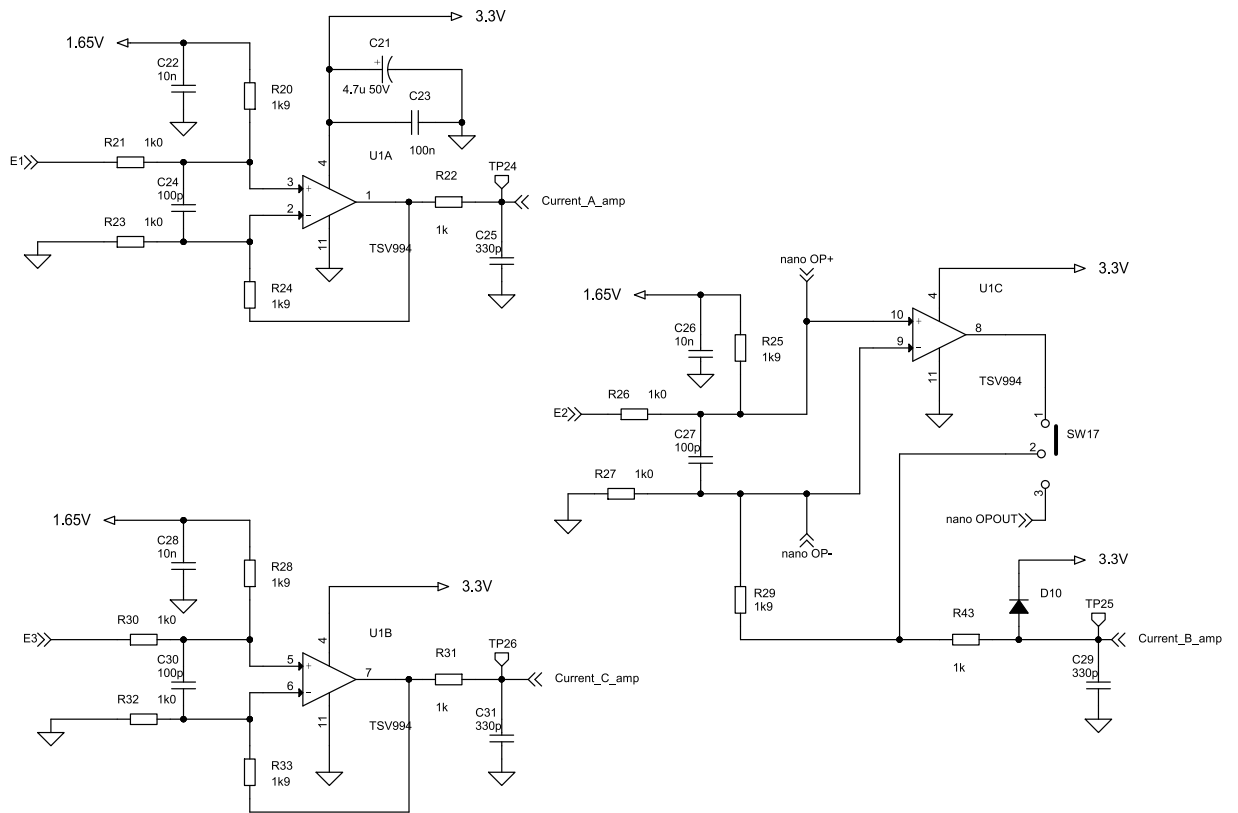 3.3V
1.65V
C21
C22
10n
R20
1k9
4.7u 50V
C23
100n
+
R21 1k0
U1A
4
E1
C24
100p
TP24
R22
3
+
1
Current_A_amp
2
-
R23 1k0
1k
11
C25
330p
TSV994
R24
1k9
nano OP+
3.3V
1.65V
4
U1C
C26
10n
R25
1k9
10
+
8
9
-
11
TSV994
R26 1k0
E2
C27
100p
1
SW17
2
R27 1k0
3
nano OPOUT
nano OP-
3.3V
R29
1k9
D10
R43
TP25
Current_B_amp
1k
C29
330p
1.65V
C28
10n
R28
1k9
3.3V
R30 1k0
U1B
4
E3
C30
100p
TP26
R31
5
+
7
Current_C_amp
6
-
R32 1k0
1k
11
C31
330p
TSV994
R33
1k9